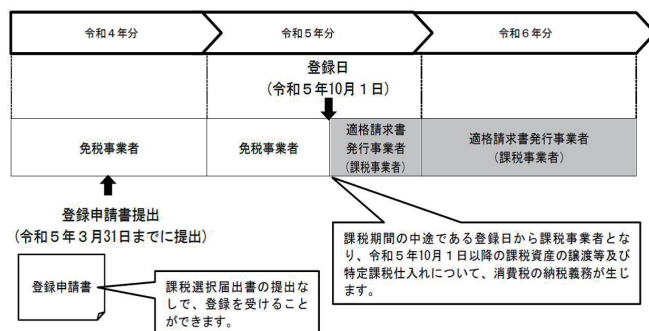 令和４年分
令和５年分
令和６年分
登録日
（令和５年10月１日）
免税事業者
免税事業者
適格請求書
発行事業者
（課税事業者）
適格請求書発行事業者
（課税事業者）
登録申請書提出
（令和５年３月31日までに提出）
登録申請書
課税選択届出書の提出な
しで、登録を受けること
ができます。
課税期間の中途である登録日から課税事業者とな
り、令和５年10月１日以降の課税資産の譲渡等及び
特定課税仕入れについて、消費税の納税義務が生じ
ます。